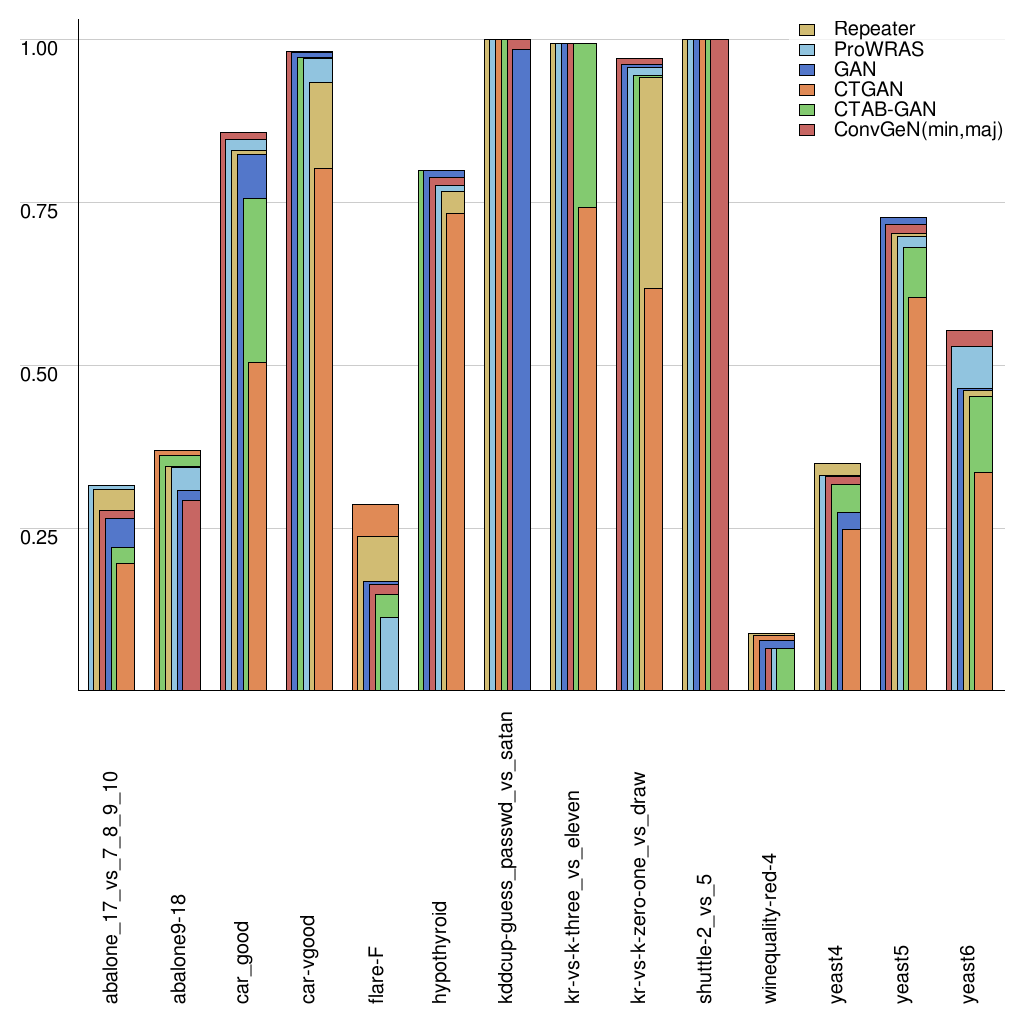 1.00
0.75
0.50
0.25
Repeater
ProWRAS
GAN
CTGAN
CTAB-GAN
ConvGeN(min,maj)
abalone_17_vs_7_8_9_10
abalone9-18
car_good
car-vgood
flare-F
hypothyroid
kddcup-guess_passwd_vs_satan
kr-vs-k-three_vs_eleven
kr-vs-k-zero-one_vs_draw
shuttle-2_vs_5
winequality-red-4
yeast4
yeast5
yeast6